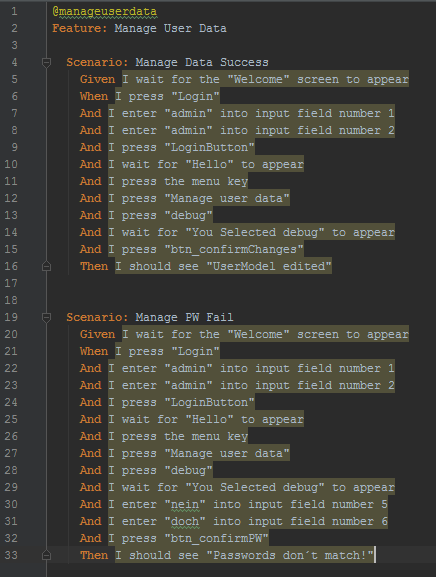 1 @manageuserdata
2 Feature: Manage User Data
3
4 Scenario: Manage Data Success
5 Given I wait for the "Welcome" screen to appear
6 When I press "Login"
7 And I enter "admin" into input field number 1
8 And I enter "admin" into input field number 2
9 And I press "LoginButton"
10 And I wait for "Hello" to appear
11 And I press the menu key
12 And I press "Manage user data"
13 And I press "debug"
14 And I wait for "You Selected debug" to appear
15 And I press "btn_confirmChanges"
16 Then I should see "UserModel edited"
17
18
19 Scenario: Manage PW Fail
20 Given I wait for the "Welcome" screen to appear
21 When I press "Login"
22 And I enter "admin" into input field number 1
23 And I enter "admin" into input field number 2
24 And I press "LoginButton"
25 And I wait for "Hello" to appear
26 And I press the menu key
27 And I press "Manage user data"
28 And I press "debug"
29 And I wait for "You Selected debug" to appear
30 And I enter "nein" into input field number 5
31 And I enter "doch" into input field number 6
32 And I press "btn_confirmPW"
33 Then I should see "Passwords don´t match!"